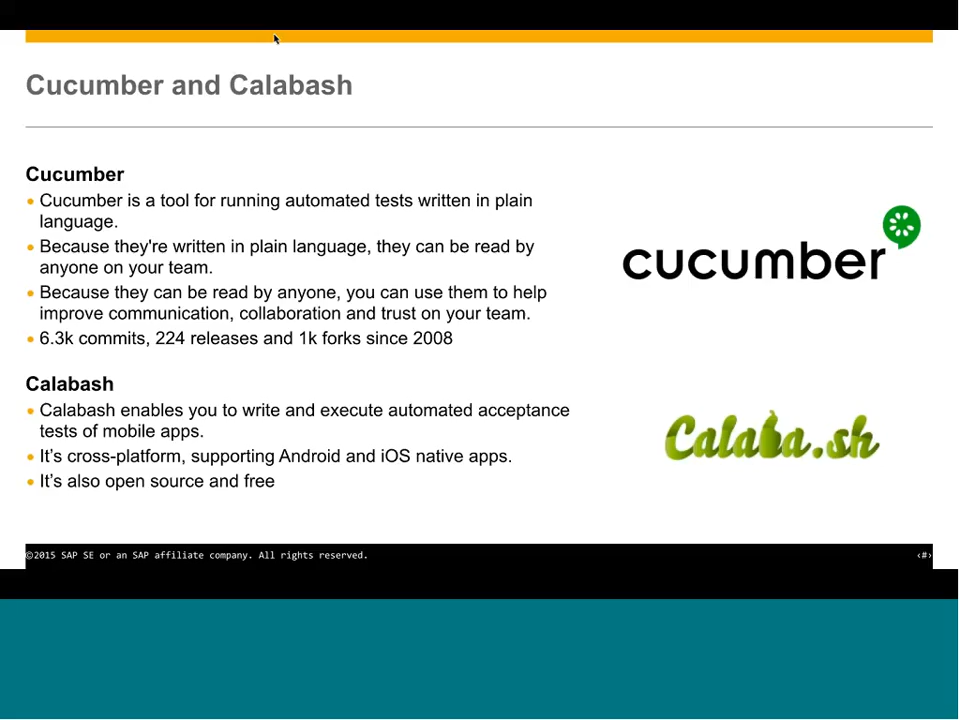 Cucumber and Calabash
Cucumber
• Cucumber is a tool for running automated tests written in plain
language.
• Because they're written in plain language, they can be read by
anyone on your team.
• Because they can be read by anyone, you can use them to help
improve communication, collaboration and trust on your team.
• 6.3k commits, 224 releases and 1k forks since 2008
cucumber
Calabash
• Calabash enables you to write and execute automated acceptance
tests of mobile apps.
• It’s cross-platform, supporting Android and iOS native apps.
• It’s also open source and free
Calaba.sh
©2015 SAP SE or an SAP affiliate company. All rights reserved.
‹#›